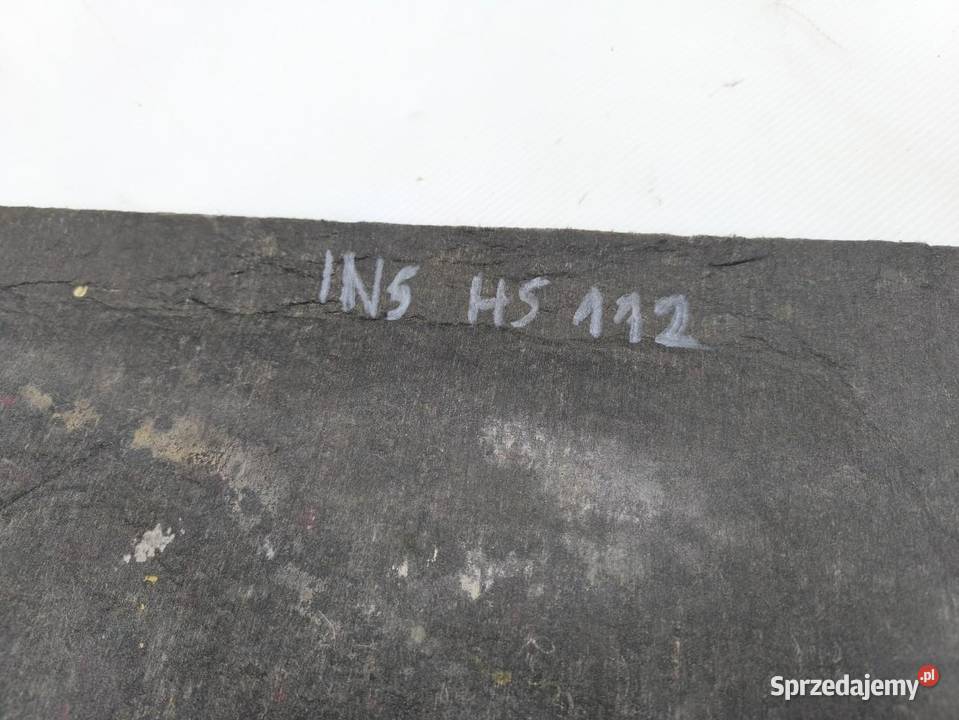 INS HS 112
Sprzedajemy.pl